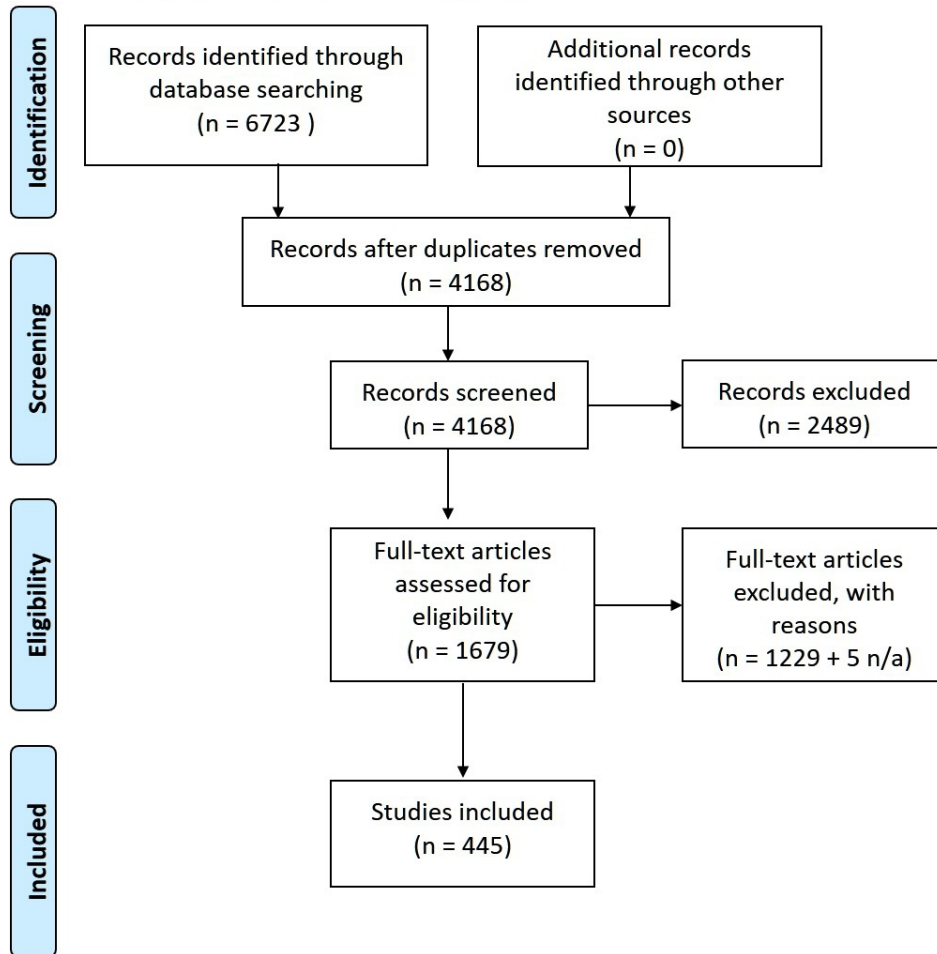 Identification
Records identified through
database searching
(n = 6723 )
Additional records
identified through other
sources
(n = 0)
Records after duplicates removed
(n = 4168)
Screening
Records screened
(n = 4168)
Records excluded
(n = 2489)
Eligibility
Full-text articles
assessed for
eligibility
(n = 1679)
Full-text articles
excluded, with
reasons
(n = 1229 + 5 n/a)
Included
Studies included
(n = 445)